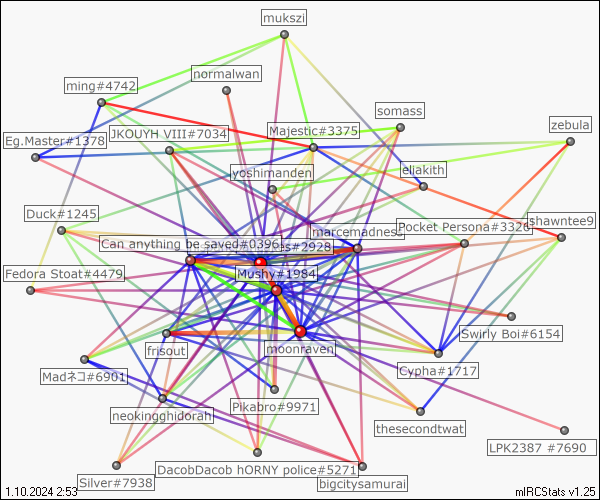 mukszi
normalwan
ming#4742
somass
zebula
JKOUYH VIII#7034
Majestic#3375
Eg.Master#1378
yoshimanden
eliakith
Duck#1245
marcemadness
Pocket Persona#3326
shawntee9
Can anything be saved#0396
s#2928
Mushy#1984
Fedora Stoat#4479
Swirly Boi#6154
frisout
moonraven
Madネコ#6901
Cypha#1717
Pikabro#9971
neokingghidorah
thesecondtwat
LPK2387 #7690
DacobDacob hORNY police#5271
Silver#7938
bigcitysamurai
1.10.2024 2:53
mIRCStats v1.25